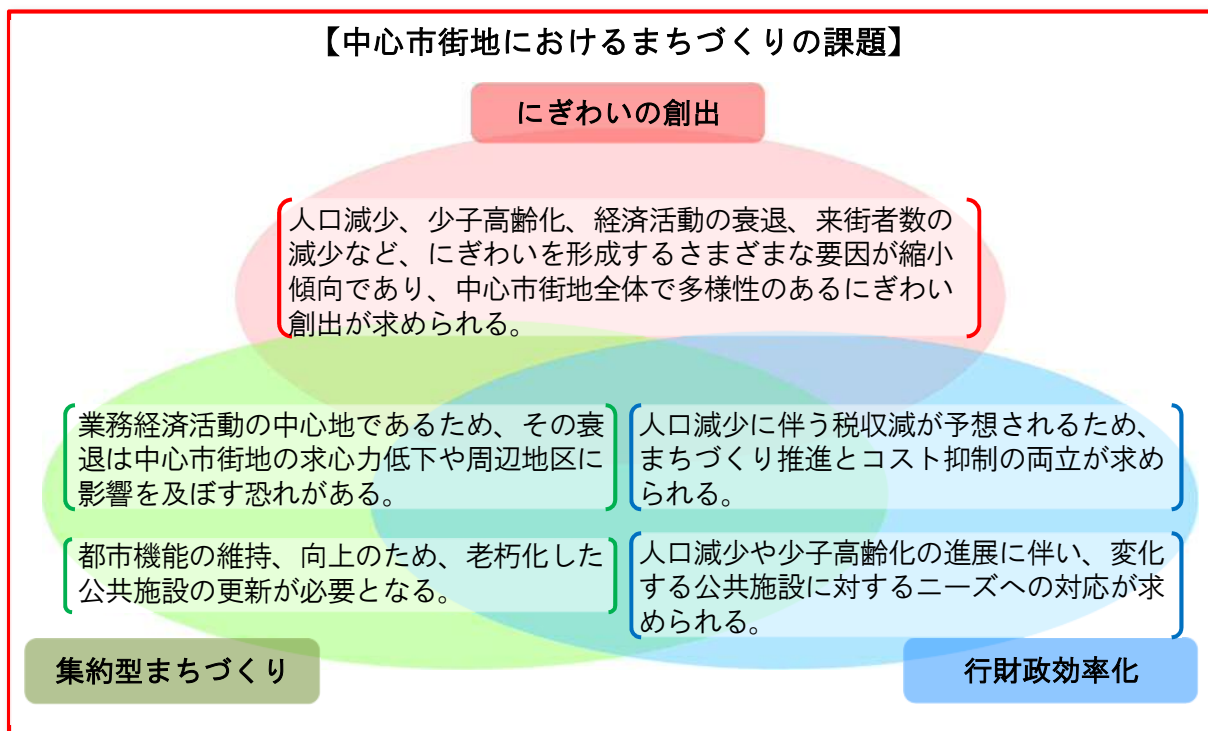 【中心市街地におけるまちづくりの課題】
にぎわいの創出
人口減少、少子高齢化、経済活動の衰退、来街者数の
減少など、にぎわいを形成するさまざまな要因が縮小
傾向であり、中心市街地全体で多様性のあるにぎわい
創出が求められる。
業務経済活動の中心地であるため、その衰
退は中心市街地の求心力低下や周辺地区に
影響を及ぼす恐れがある。
都市機能の維持、向上のため、老朽化した
公共施設の更新が必要となる。
集約型まちづくり
人口減少に伴う税収減が予想されるため、
まちづくり推進とコスト抑制の両立が求め
られる。
人口減少や少子高齢化の進展に伴い、変化
する公共施設に対するニーズへの対応が求
められる。
行財政効率化